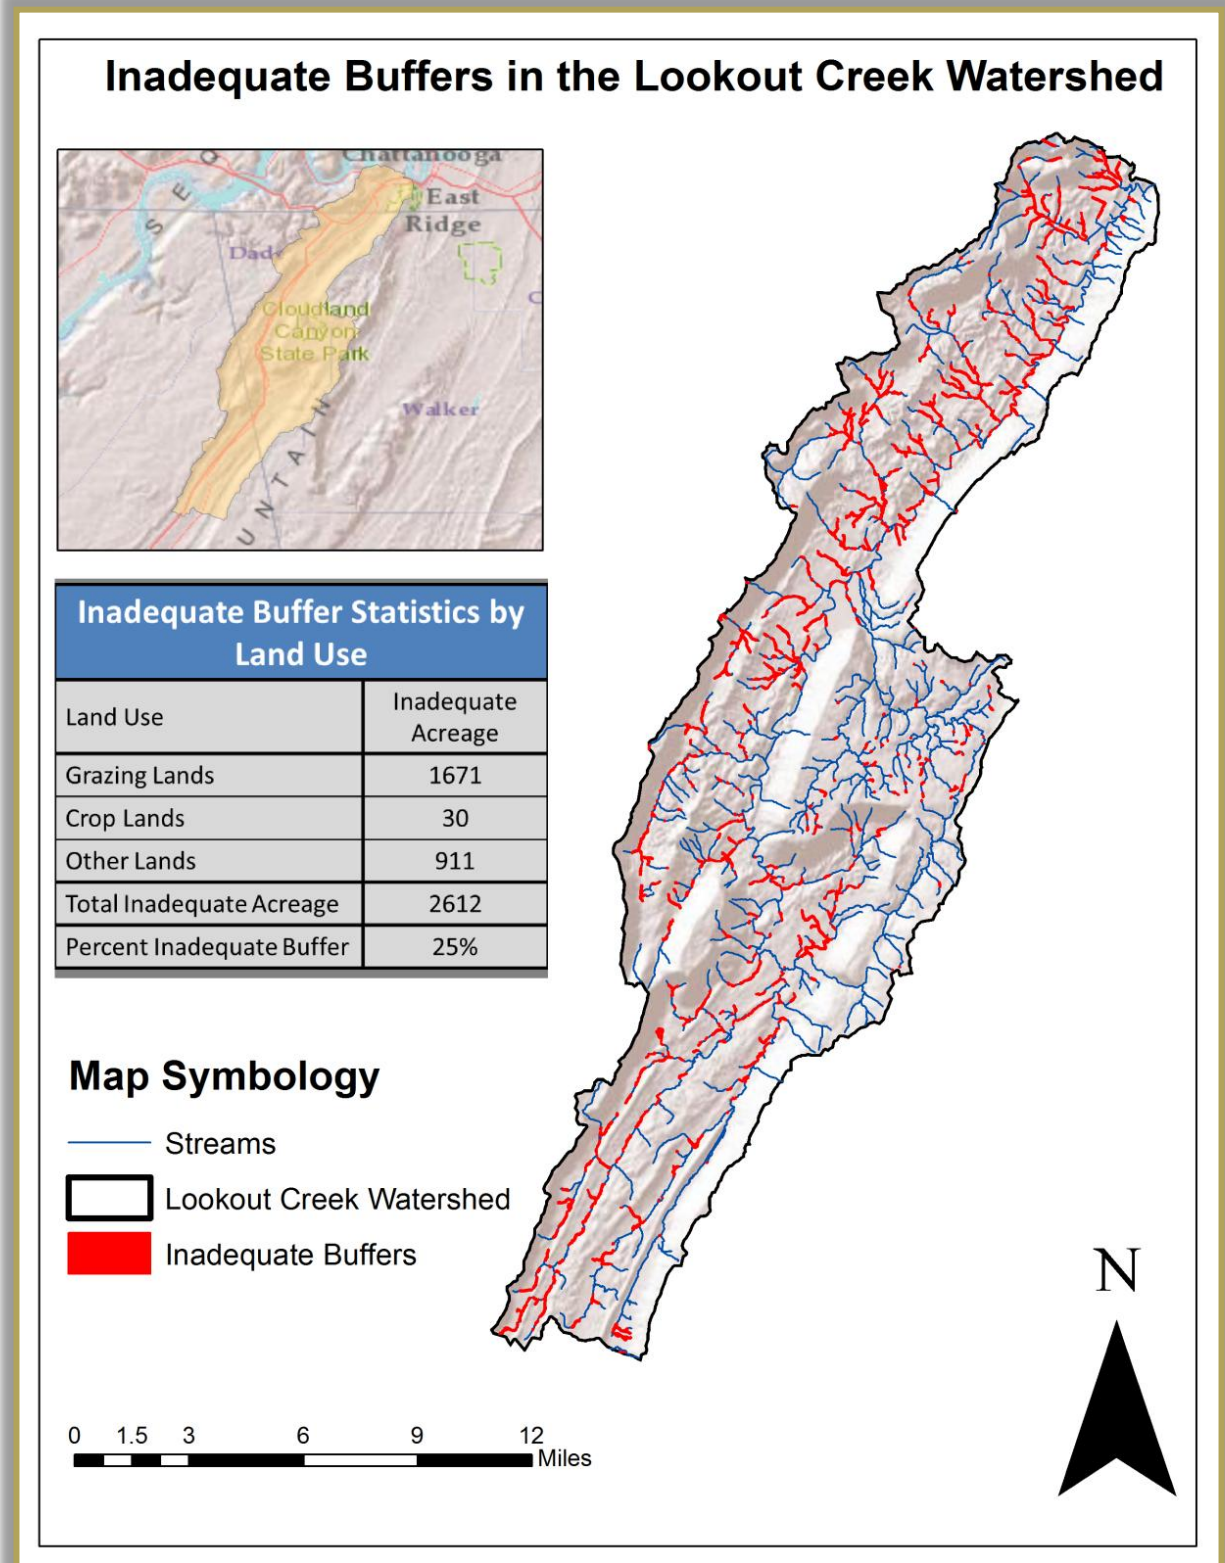 Inadequate Buffers in the Lookout Creek Watershed
Chattanooga
East
Ridge
S E Q
Dade
Cloudland
Canyon
State Park
Walker
U N T A I N
Inadequate Buffer Statistics by
Land Use
Land Use
Inadequate
Acreage
Grazing Lands 1671
Crop Lands 30
Other Lands 911
Total Inadequate Acreage 2612
Percent Inadequate Buffer 25%
Map Symbology
Streams
Lookout Creek Watershed
Inadequate Buffers
N
0 1.5 3 6 9 12
Miles